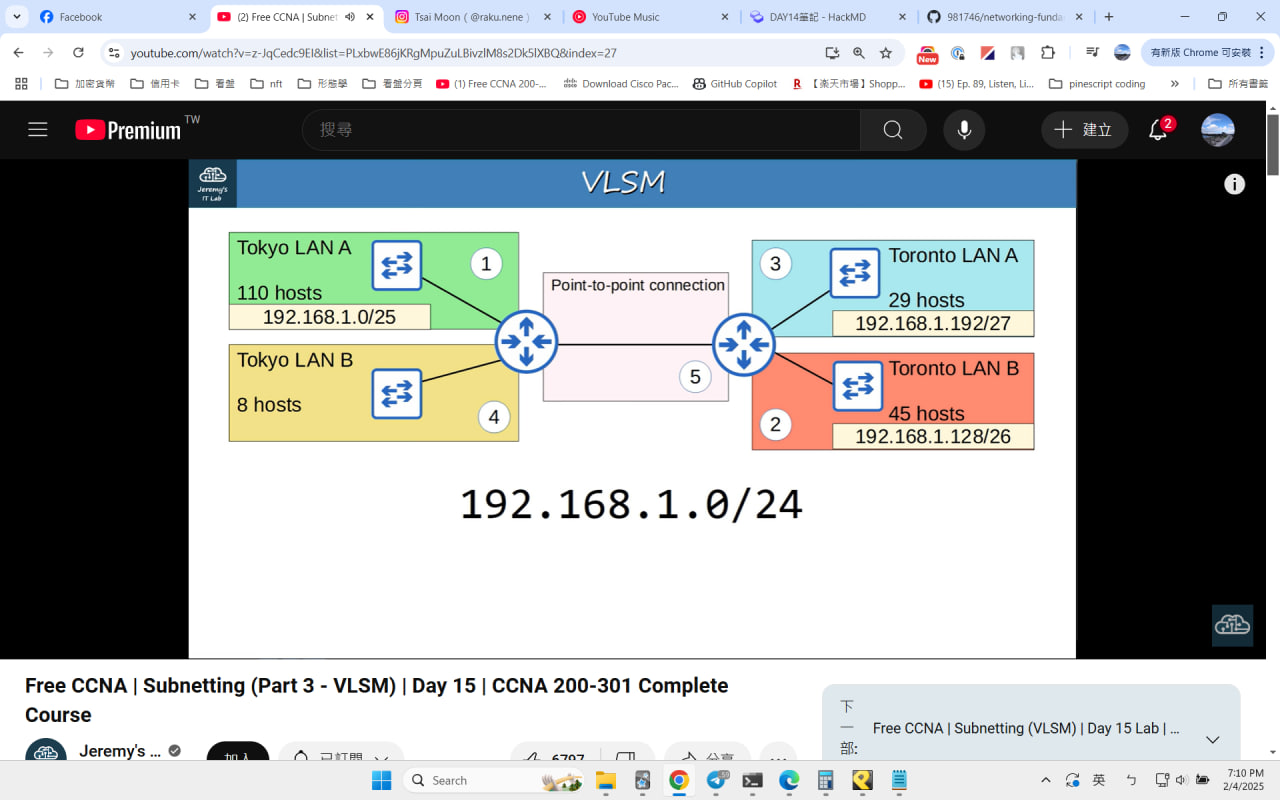 Facebook
(2) Free CCNA | Subnet
Tsai Moon ( @raku.nene )
YouTube Music
DAY14筆記 - HackMD
981746/networking-funda
youtube.com/watch?v=z-JqCedc9EI&list=PLxbwE86jKRgMpuZuLBivzIM8s2Dk5lXBQ&index=27
New
有新版 Chrome 可安裝
加密貨幣
信用卡
看盤
nft
形態學
看盤分頁
(1) Free CCNA 200-...
Download Cisco Pac...
GitHub Copilot
【楽天市場】Shopp...
(15) Ep. 89, Listen, Li...
pinescript coding
所有書籤
Premium TW
搜尋
建立
2
Jeremy's
IT Lab
VLSM
Tokyo LAN A
1
110 hosts
192.168.1.0/25
Tokyo LAN B
8 hosts
4
Point-to-point connection
5
3
Toronto LAN A
29 hosts
192.168.1.192/27
Toronto LAN B
45 hosts
2
192.168.1.128/26
192.168.1.0/24
Free CCNA | Subnetting (Part 3 - VLSM) | Day 15 | CCNA 200-301 Complete
Course
Jeremy's ...
加入
已訂閱
6797
分享
下
一
部:
Free CCNA | Subnetting (VLSM) | Day 15 Lab | ...
Search
英
7:10 PM
2/4/2025